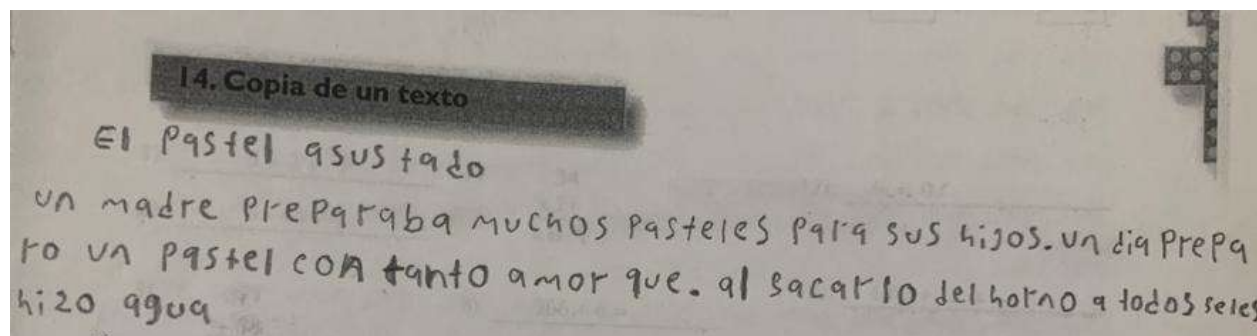 14. Copia de un texto
El Pastel asustado
un madre preparaba muchos pasteles para sus hijos. un dia prepa
ro un pastel con tanto amor que. al sacarlo del horno a todos seles
hizo agua